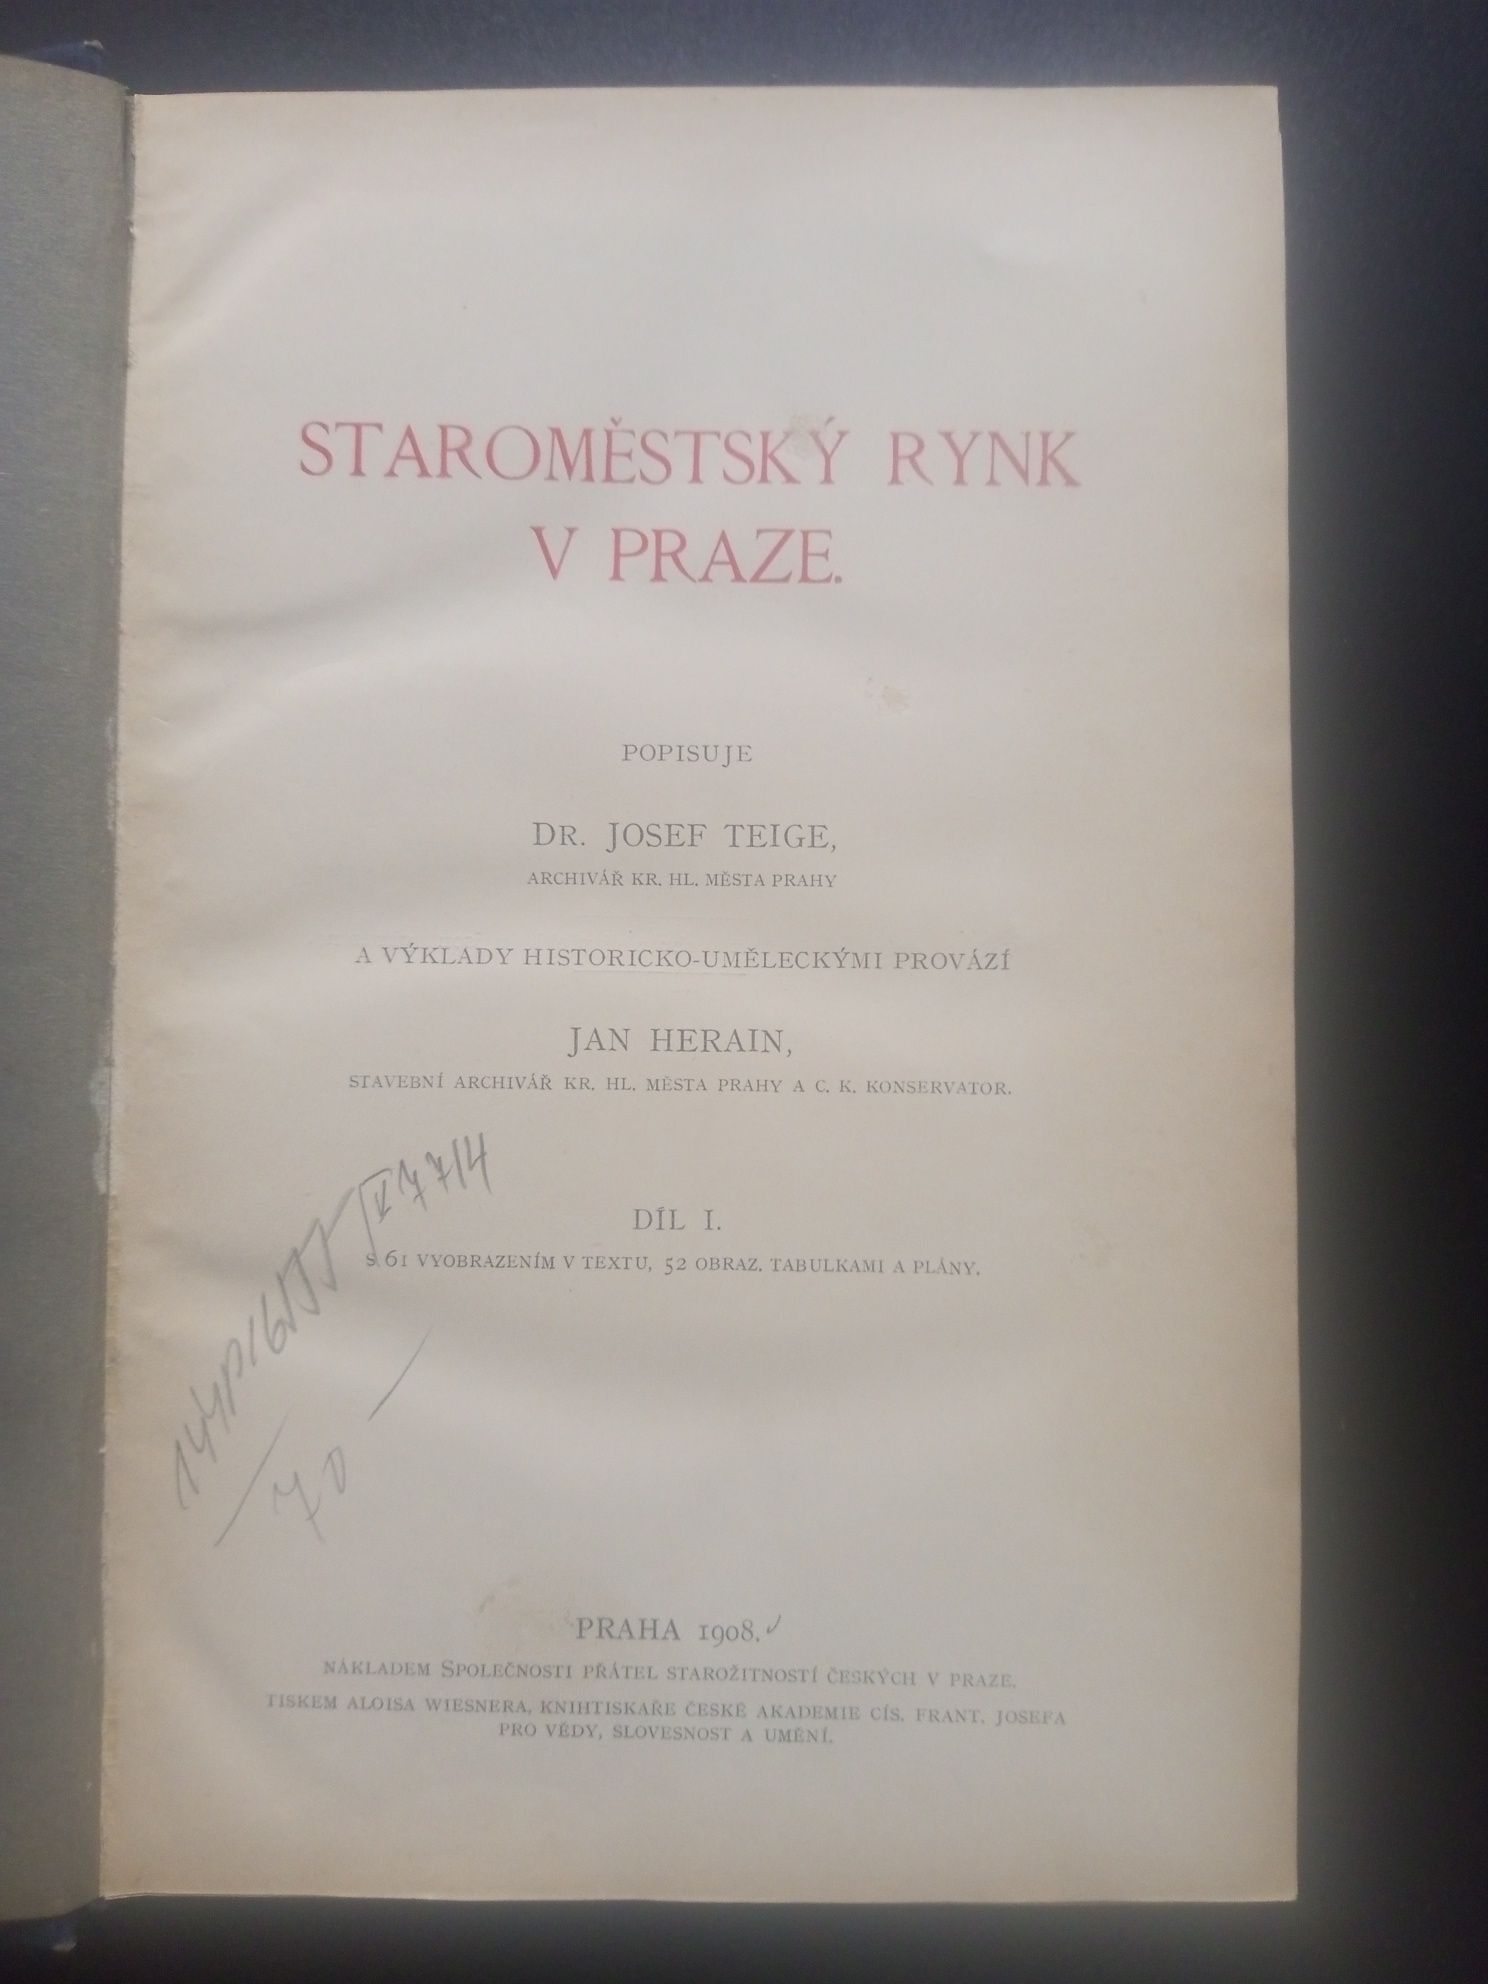 STAROMĚSTSKÝ RYNK
V PRAZE.
POPISUJE
DR. JOSEF TEIGE,
ARCHIVÁŘ KR. HL. MĚSTA PRAHY
A VÝKLADY HISTORICKO-UMĚLECKÝMI PROVÁZÍ
JAN HERAIN,
STAVEBNÍ ARCHIVÁŘ KR. HL. MĚSTA PRAHY A C. K. KONSERVATOR.
DÍL I.
S 61 VYOBRAZENÍM V TEXTU, 52 OBRAZ. TABULKAMI A PLÁNY.
70
PRAHA 1908.
NÁKLADEM SPOLEČNOSTI PŘÁTEL STAROŽITNOSTÍ ČESKÝCH V PRAZE.
TISKEM ALOISA WIESNERA, KNIHTISKAŘE ČESKÉ AKADEMIE CÍS. FRANT. JOSEFA
PRO VĚDY, SLOVESNOST A UMĚNÍ.